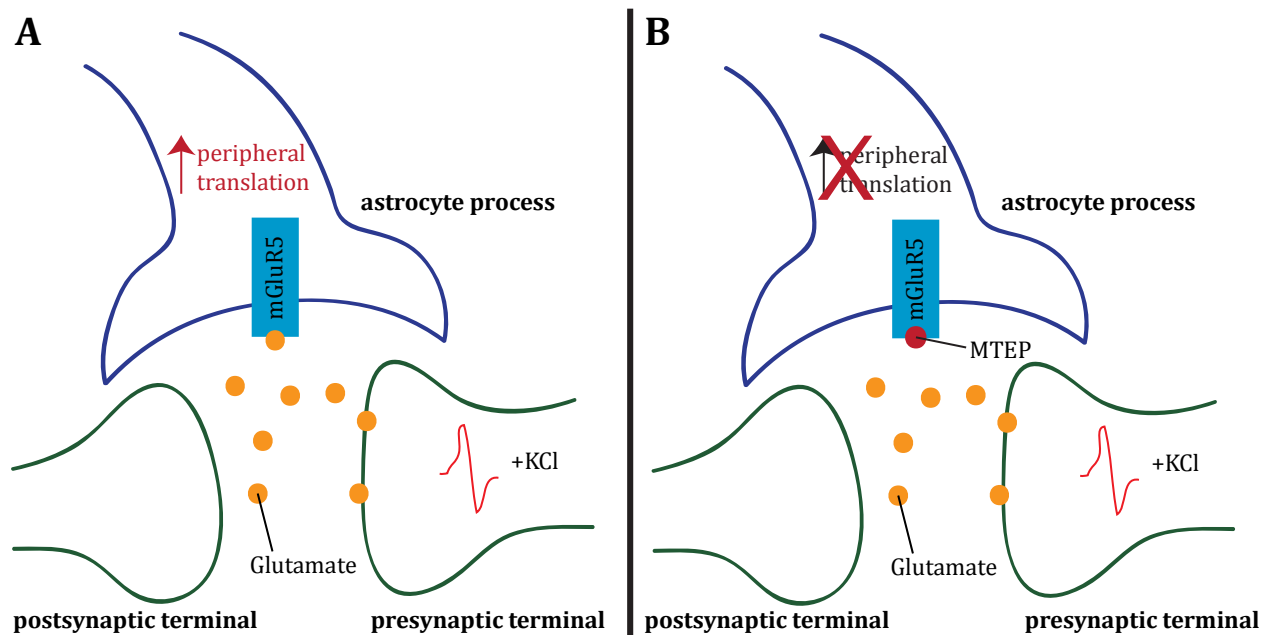 A
peripheral
translation
astrocyte process
mGluR5
+KCl
Glutamate
postsynaptic terminal
presynaptic terminal
B
peripheral
translation
astrocyte process
mGluR5
MTEP
+KCl
Glutamate
postsynaptic terminal
presynaptic terminal